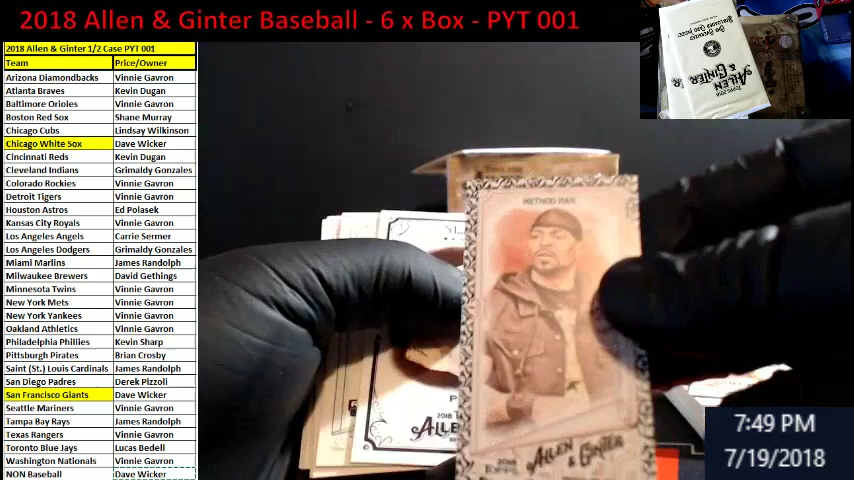 2018 Allen & Ginter Baseball - 6 x Box - PYT 001
2018 Allen & Ginter 1/2 Case PYT 001
Team Price/Owner
Arizona Diamondbacks Vinnie Gavron
Atlanta Braves Kevin Dugan
Baltimore Orioles Vinnie Gavron
Boston Red Sox Shane Murray
Chicago Cubs Lindsay Wilkinson
Chicago White Sox Dave Wicker
Cincinnati Reds Kevin Dugan
Cleveland Indians Grimaldy Gonzales
Colorado Rockies Vinnie Gavron
Detroit Tigers Vinnie Gavron
Houston Astros Ed Polasek
Kansas City Royals Vinnie Gavron
Los Angeles Angels Carrie Sermer
Los Angeles Dodgers Grimaldy Gonzales
Miami Marlins James Randolph
Milwaukee Brewers David Gethings
Minnesota Twins Vinnie Gavron
New York Mets Vinnie Gavron
New York Yankees Vinnie Gavron
Oakland Athletics Vinnie Gavron
Philadelphia Phillies Kevin Sharp
Pittsburgh Pirates Brian Crosby
Saint (St.) Louis Cardinals James Randolph
San Diego Padres Derek Pizzoli
San Francisco Giants Dave Wicker
Seattle Mariners Vinnie Gavron
Tampa Bay Rays James Randolph
Texas Rangers Vinnie Gavron
Toronto Blue Jays Lucas Bedell
Washington Nationals Vinnie Gavron
NON Baseball Dave Wicker
METHOD MAN
2018
TOPPS
ALLEN & GINTER
2018
ALLEN
& GINTER
7:49 PM
7/19/2018